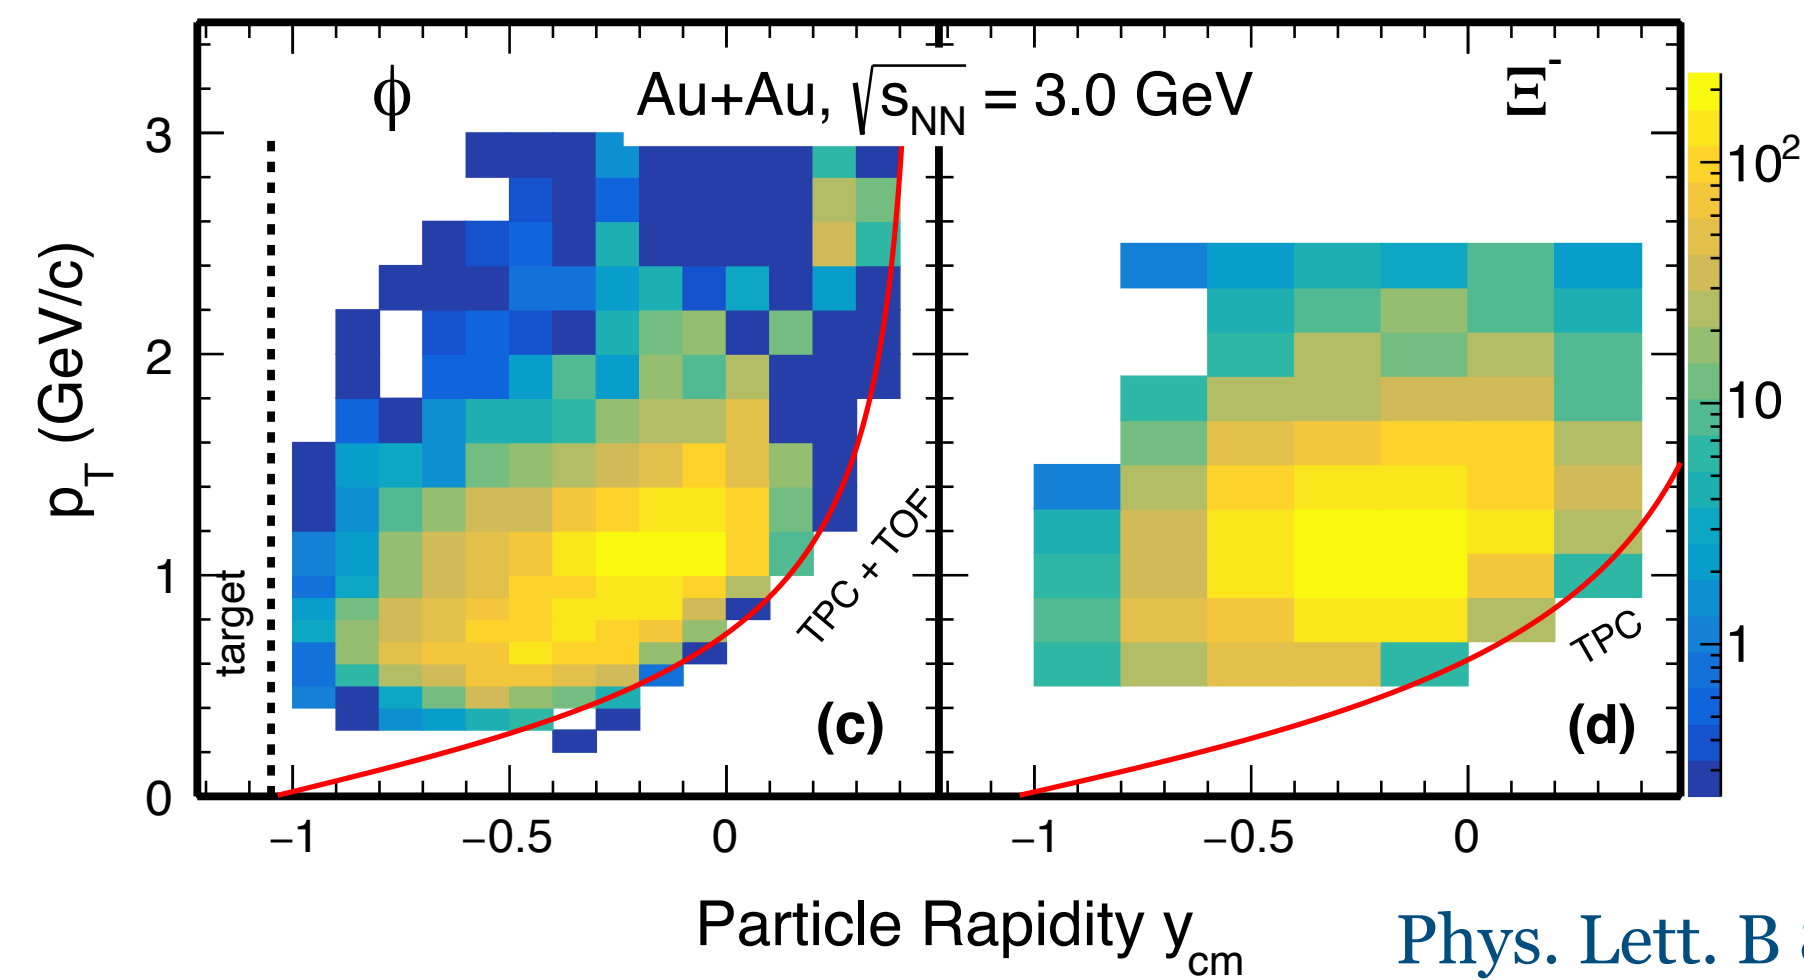 ϕ
Au+Au, √sNN = 3.0 GeV
Ξ-
pT (GeV/c)
3
2
1
0
target
TPC + TOF
(c)
TPC
(d)
10²
10
1
−1 −0.5 0 −1 −0.5 0
Particle Rapidity ycm
Phys. Lett. B